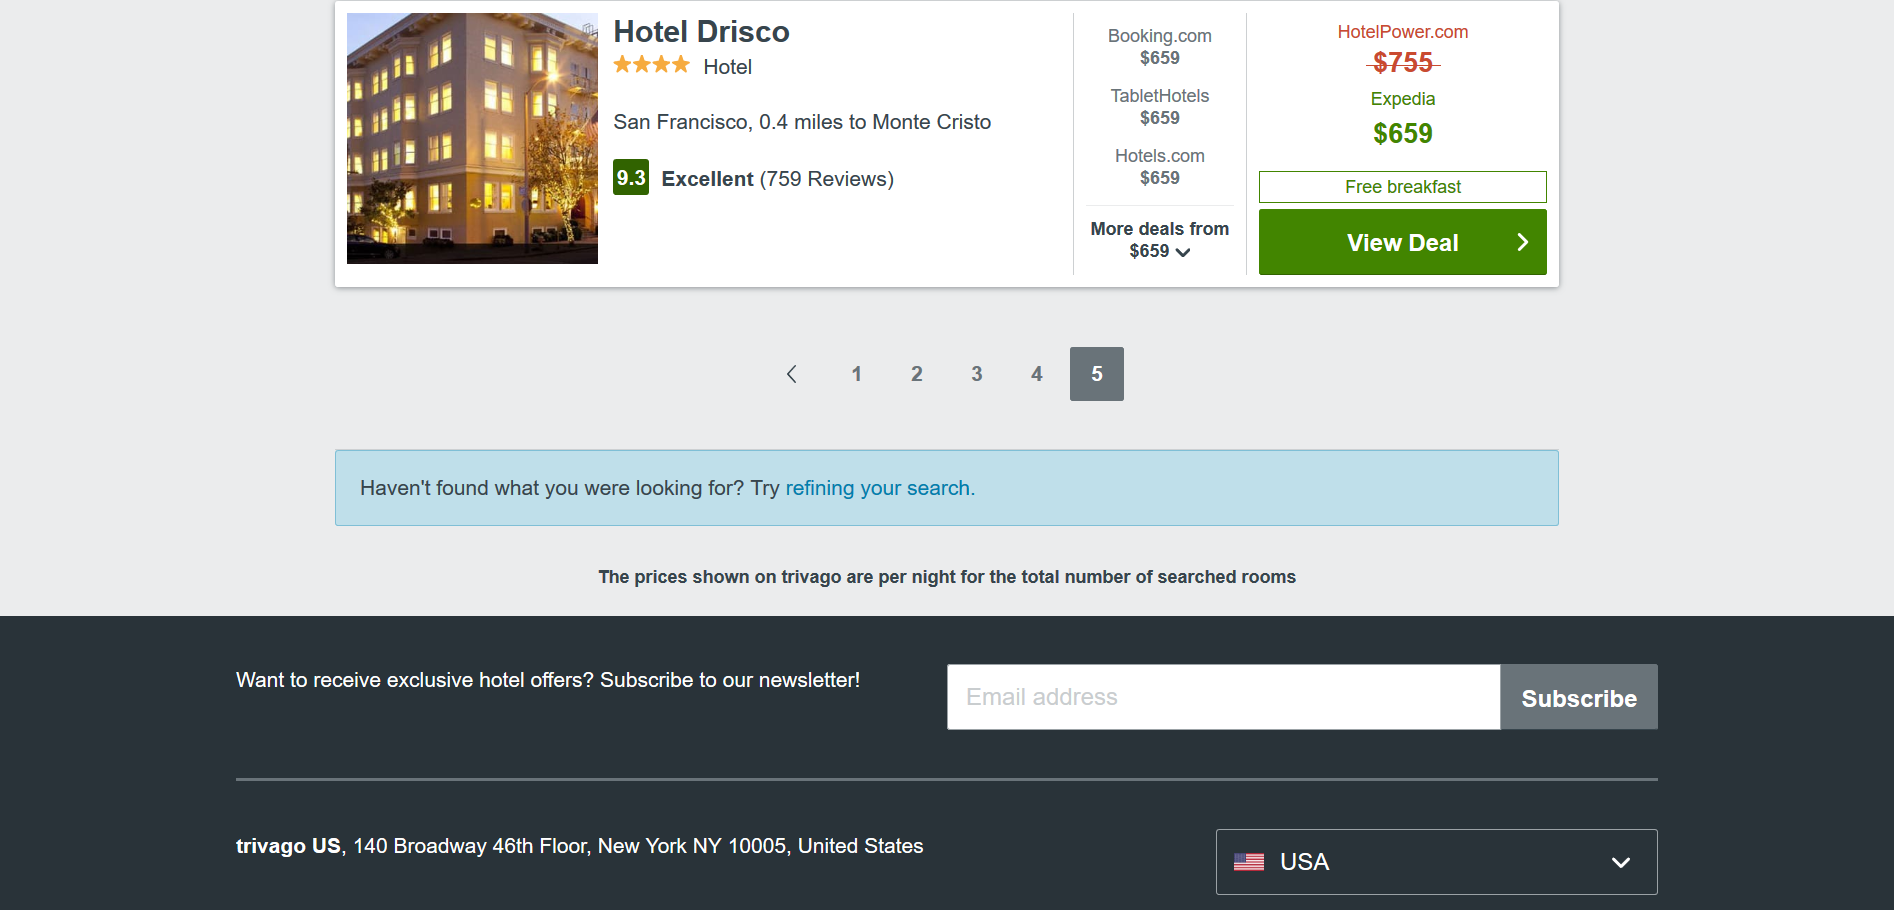 Hotel Drisco
Hotel
San Francisco, 0.4 miles to Monte Cristo
9.3 Excellent (759 Reviews)
Booking.com
$659
TabletHotels
$659
Hotels.com
$659
More deals from
$659
HotelPower.com
$755
Expedia
$659
Free breakfast
View Deal
1 2 3 4 5
Haven't found what you were looking for? Try refining your search.
The prices shown on trivago are per night for the total number of searched rooms
Want to receive exclusive hotel offers? Subscribe to our newsletter!
Email address
Subscribe
trivago US, 140 Broadway 46th Floor, New York NY 10005, United States
USA